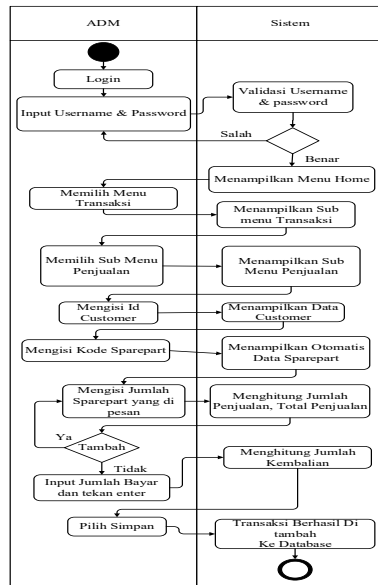 ADM
Sistem
Login
Input Username & Password
Validasi Username
& password
Salah
Benar
Menampilkan Menu Home
Memilih Menu
Transaksi
Menampilkan Sub
menu Transaksi
Memilih Sub Menu
Penjualan
Menampilkan Sub
Menu Penjualan
Mengisi Id
Customer
Menampilkan Data
Customer
Mengisi Kode Sparepart
Menampilkan Otomatis
Data Sparepart
Mengisi Jumlah
Sparepart yang di
pesan
Menghitung Jumlah
Penjualan, Total Penjualan
Ya
Tambah
Tidak
Input Jumlah Bayar
dan tekan enter
Menghitung Jumlah
Kembalian
Pilih Simpan
Transaksi Berhasil Di
tambah
Ke Database